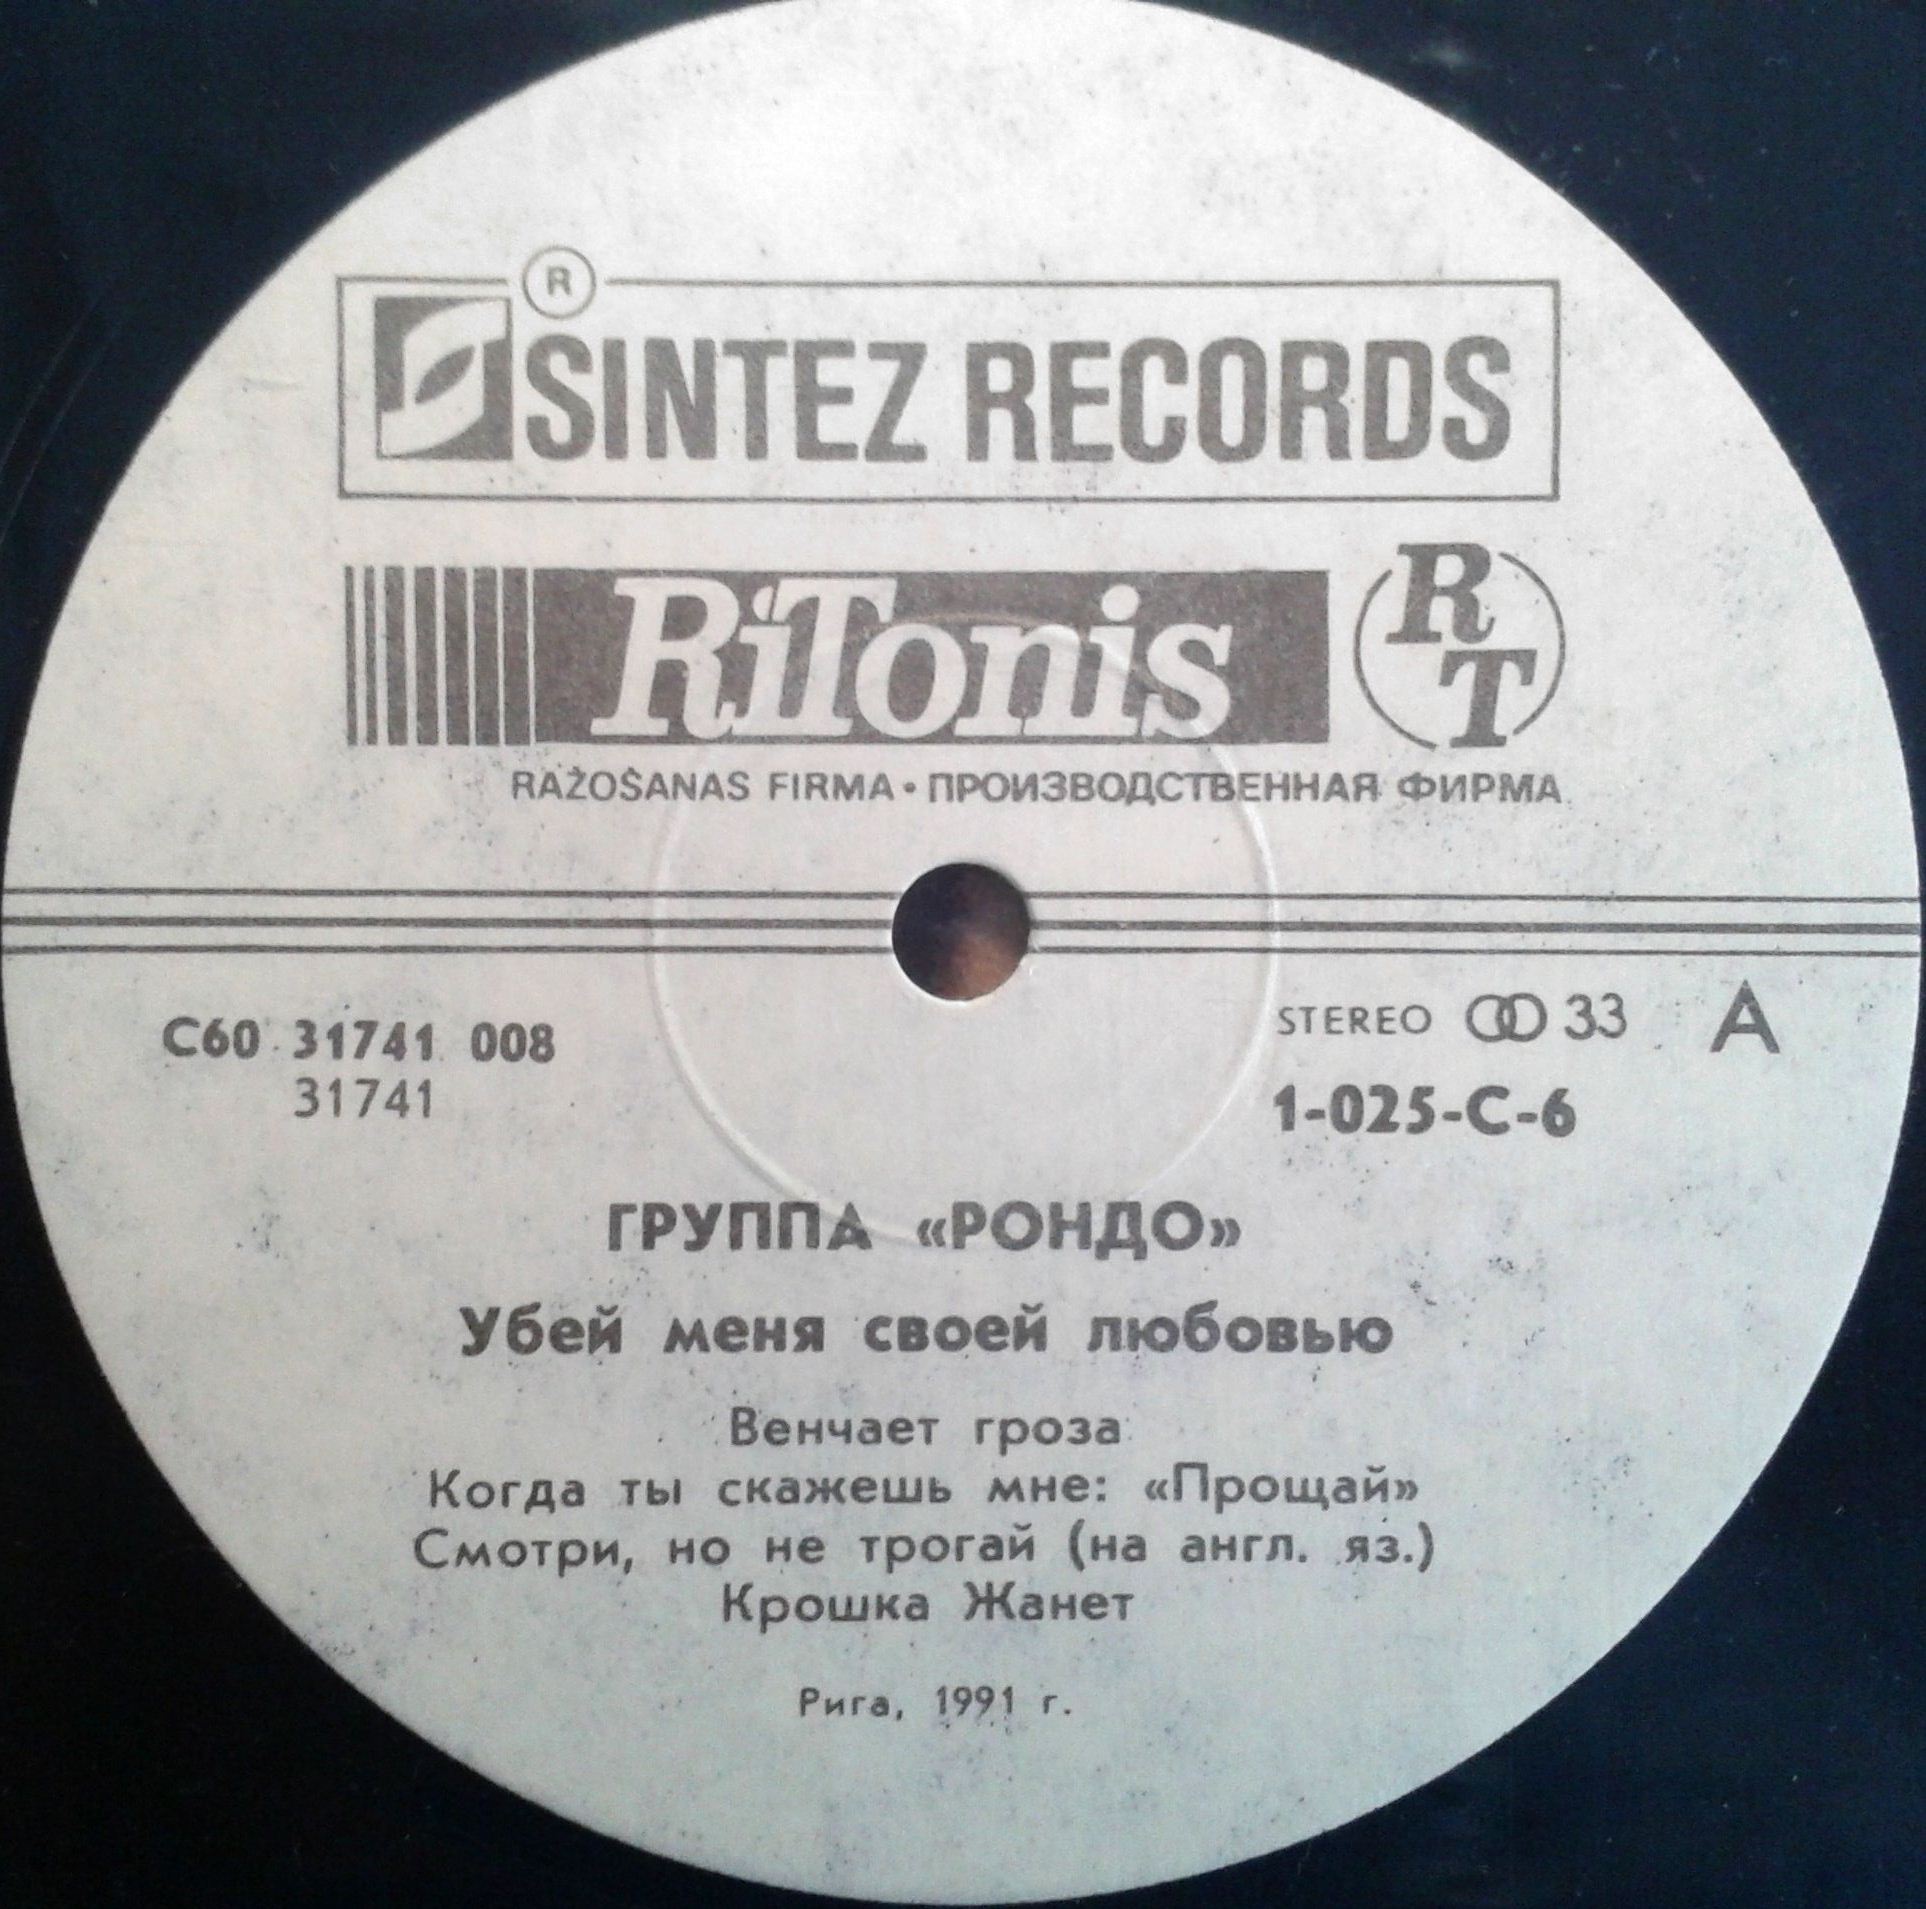 ®
SINTEZ RECORDS
RiTonis
RT
RAŽOŠANAS FIRMA • ПРОИЗВОДСТВЕННАЯ ФИРМА
С60 31741 008
31741
STEREO 33 A
1-025-С-6
ГРУППА «РОНДО»
Убей меня своей любовью
Венчает гроза
Когда ты скажешь мне: «Прощай»
Смотри, но не трогай (на англ. яз.)
Крошка Жанет
Рига, 1991 г.